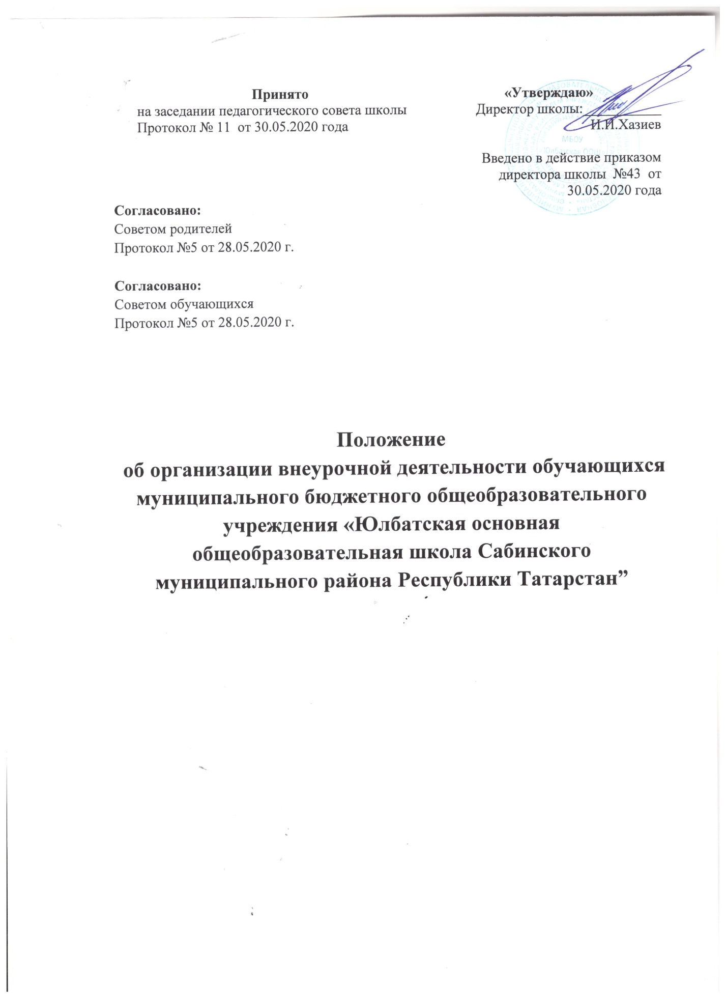 Принято
на заседании педагогического совета школы
Протокол № 11 от 30.05.2020 года
«Утверждаю»
Директор школы:
И.И.Хазиев
МБОУ
«Юлбатская ООШ»
Введено в действие приказом
директора школы №43 от
30.05.2020 года
Согласовано:
Советом родителей
Протокол №5 от 28.05.2020 г.
Согласовано:
Советом обучающихся
Протокол №5 от 28.05.2020 г.
Положение
об организации внеурочной деятельности обучающихся
муниципального бюджетного общеобразовательного
учреждения «Юлбатская основная
общеобразовательная школа Сабинского
муниципального района Республики Татарстан”